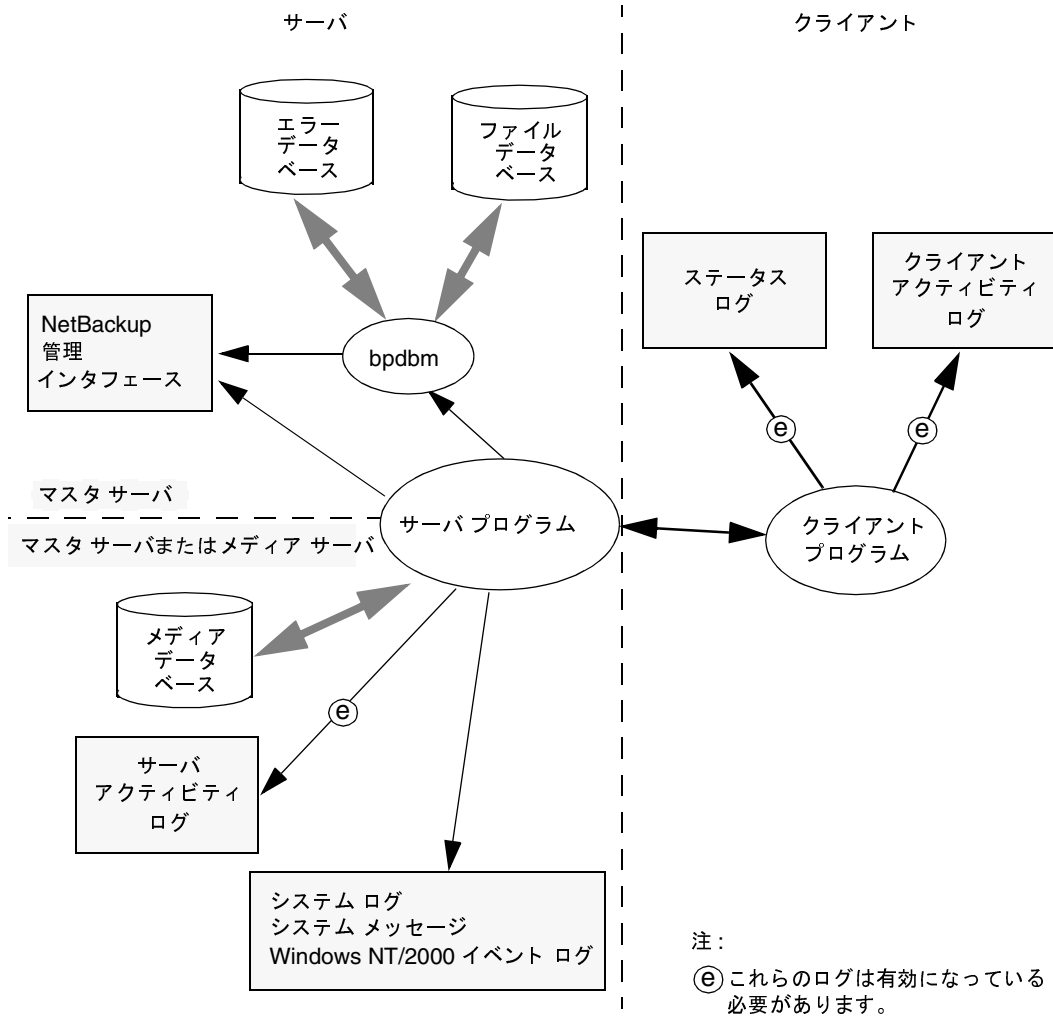 サーバ
クライアント
エラー
データ
ベース
ファイル
データ
ベース
ステータス
ログ
クライアント
アクティビティ
ログ
NetBackup
管理
インタフェース
bpdbm
e
e
マスタ サーバ
マスタ サーバまたはメディア サーバ
サーバ プログラム
クライアント
プログラム
メディア
データ
ベース
e
サーバ
アクティビティ
ログ
システム ログ
システム メッセージ
Windows NT/2000 イベント ログ
注 :
e これらのログは有効になっている
必要があります。